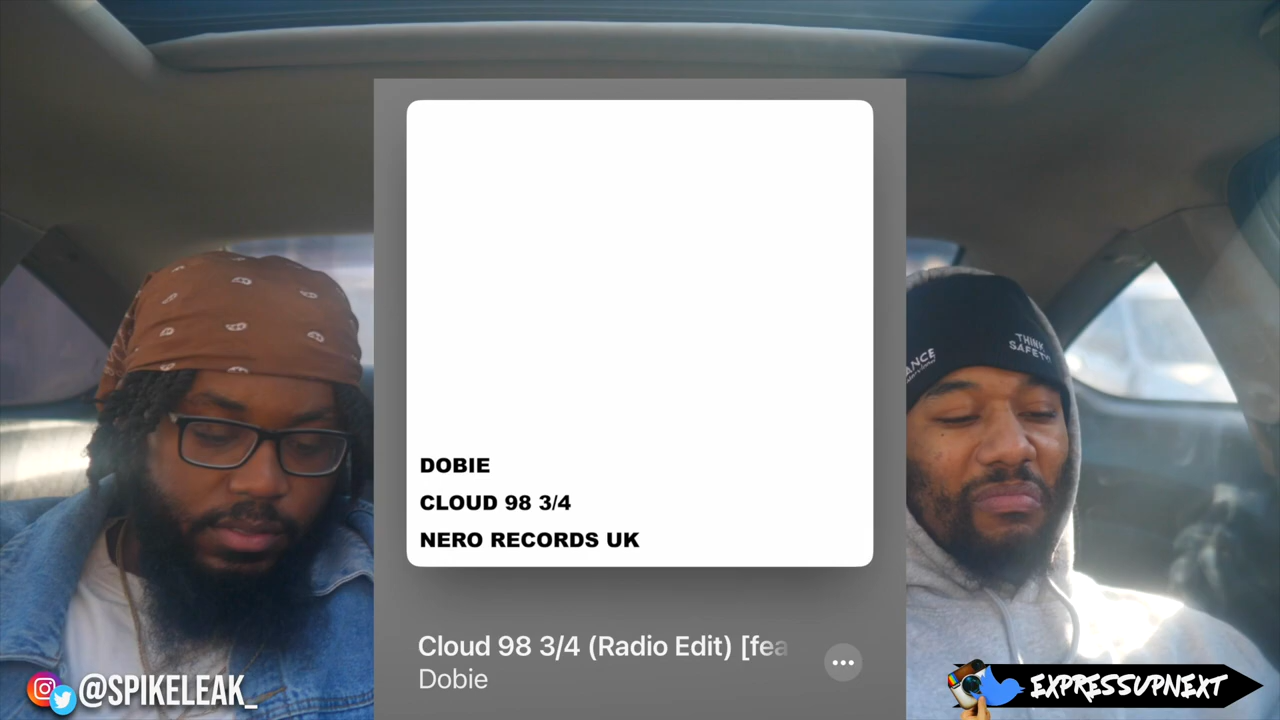 ANCE
THINK
SAFETY
DOBIE
CLOUD 98 3/4
NERO RECORDS UK
Cloud 98 3/4 (Radio Edit) [fea
Dobie
@SPIKELEAK_
EXPRESSUPNEXT